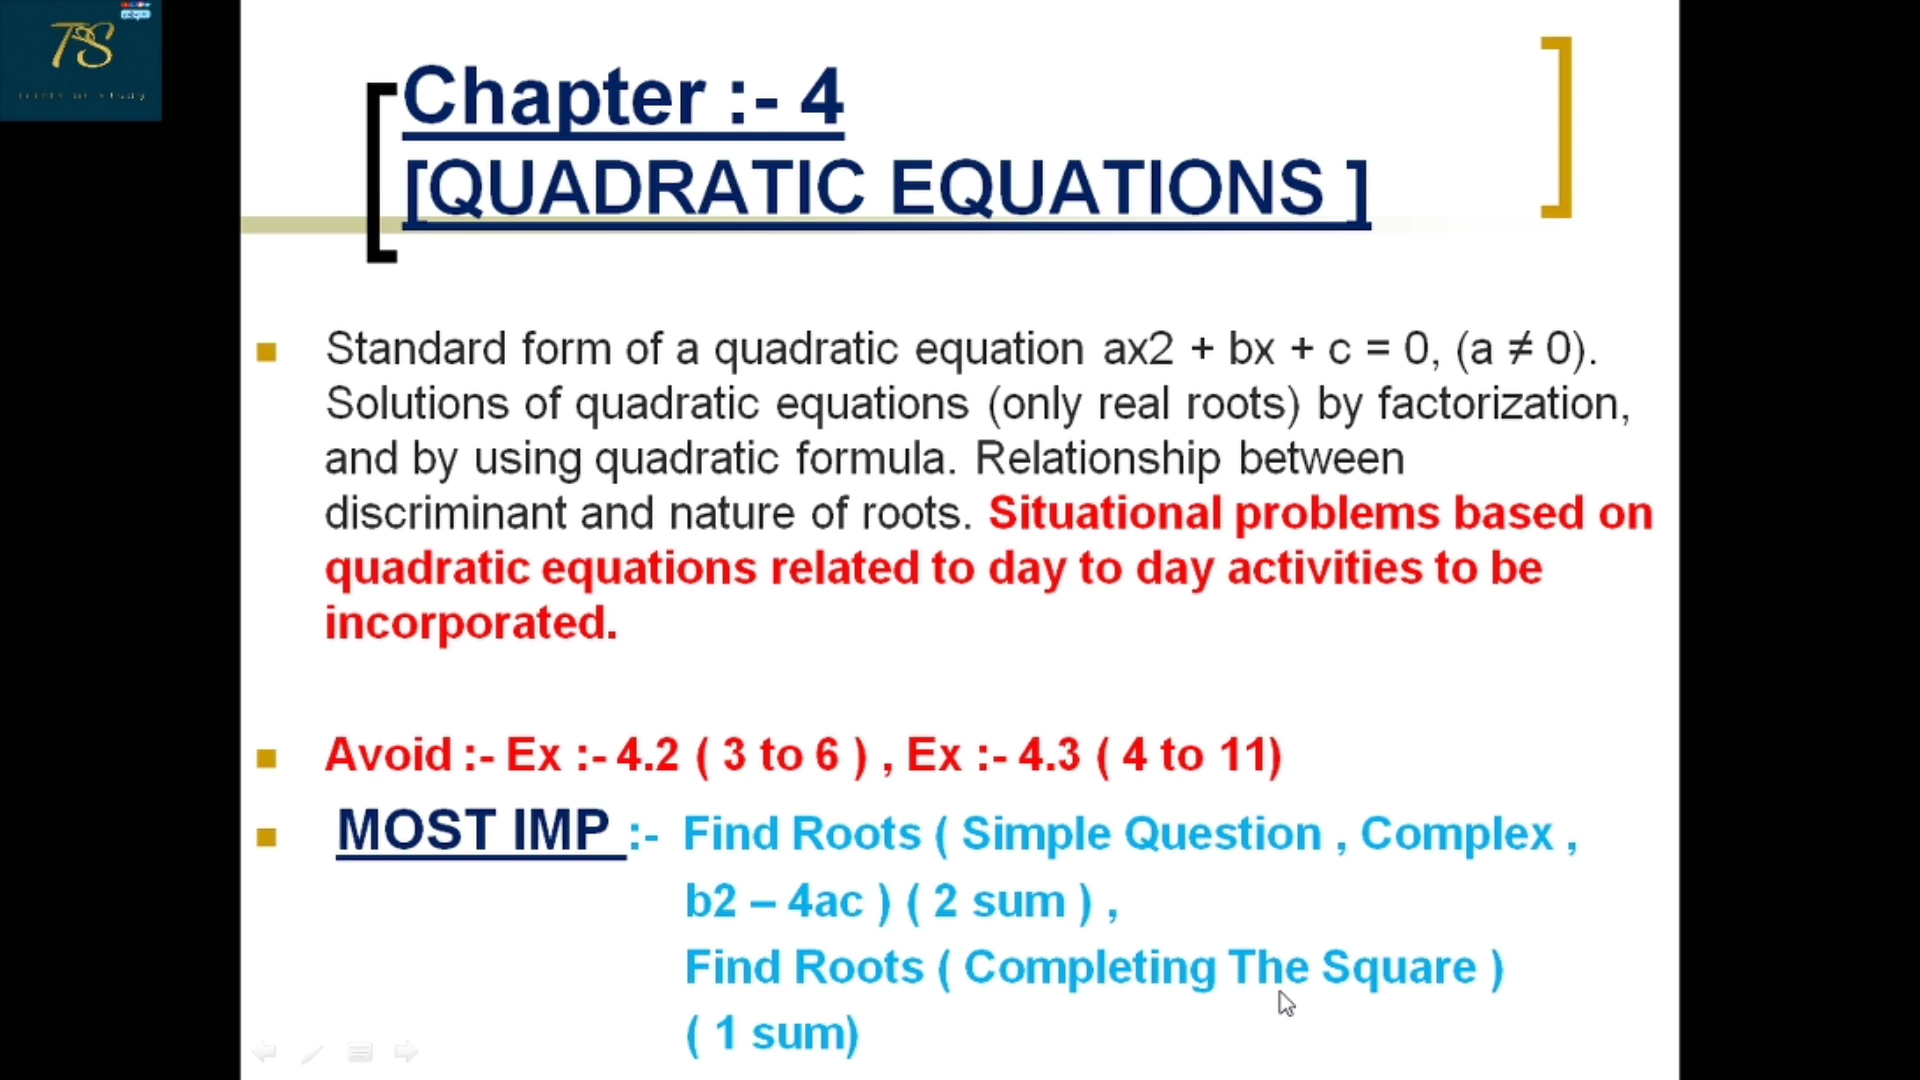 TS
Chapter :- 4
[QUADRATIC EQUATIONS ]
Standard form of a quadratic equation ax2 + bx + c = 0, (a ≠ 0).
Solutions of quadratic equations (only real roots) by factorization,
and by using quadratic formula. Relationship between
discriminant and nature of roots. Situational problems based on
quadratic equations related to day to day activities to be
incorporated.
Avoid :- Ex :- 4.2 ( 3 to 6 ) , Ex :- 4.3 ( 4 to 11)
MOST IMP :- Find Roots ( Simple Question , Complex ,
b2 – 4ac ) ( 2 sum ) ,
Find Roots ( Completing The Square )
( 1 sum)